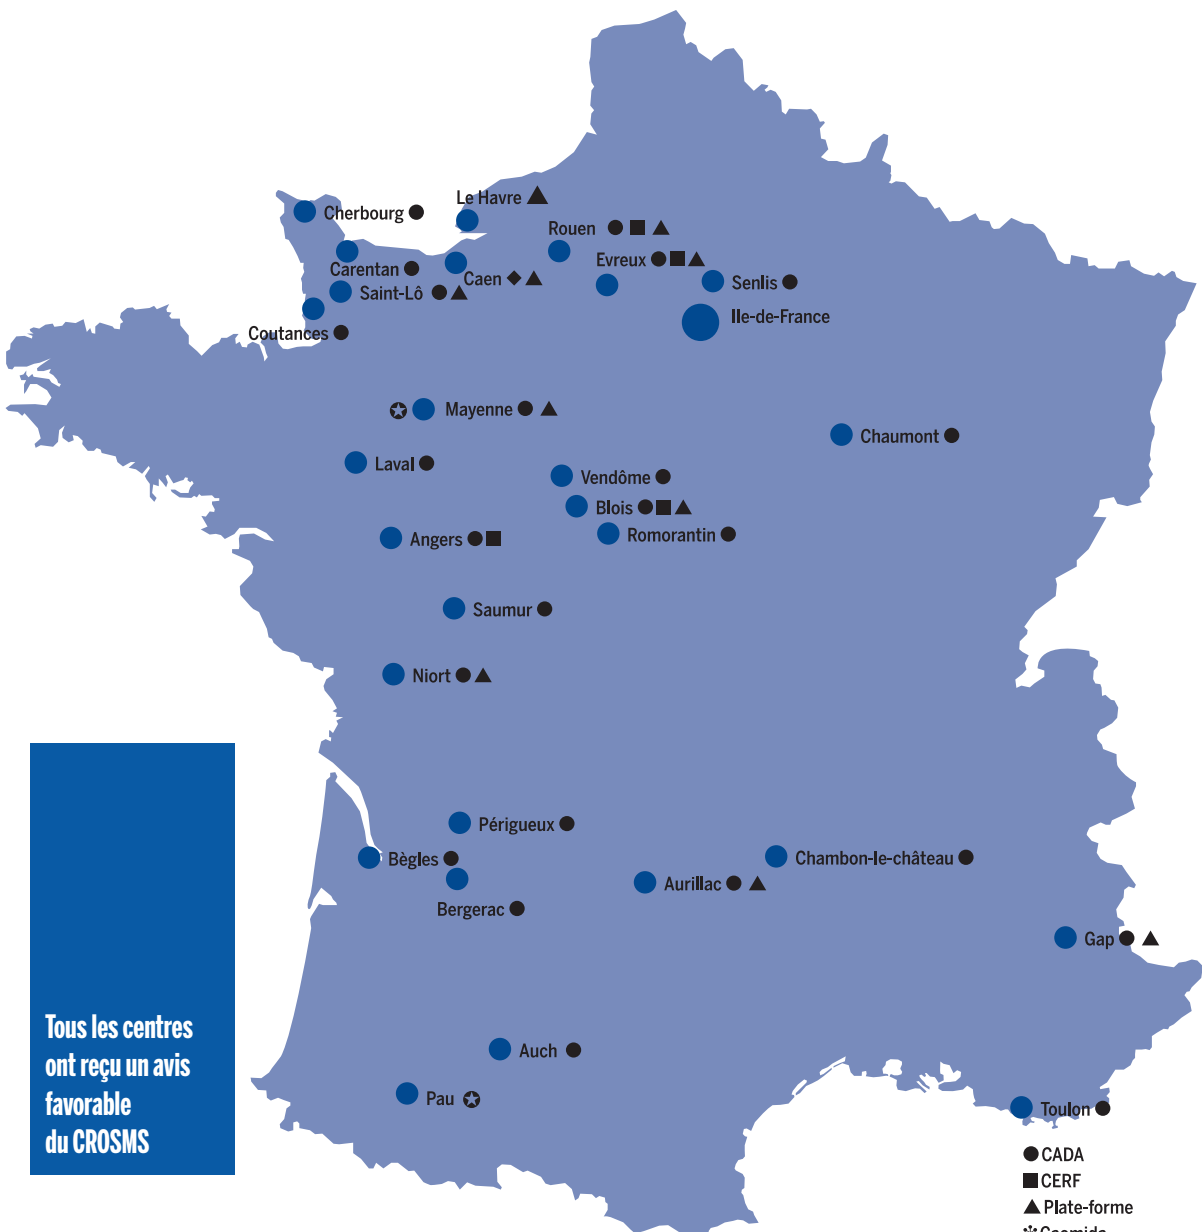 Le Havre
Cherbourg
Rouen
Evreux
Carentan
Caen
Senlis
Saint-Lô
Ile-de-France
Coutances
Mayenne
Chaumont
Laval
Vendôme
Blois
Angers
Romorantin
Saumur
Niort
Périgueux
Bègles
Chambon-le-château
Aurillac
Bergerac
Gap
Tous les centres
ont reçu un avis
favorable
du CROSMS
Auch
Pau
Toulon
CADA
CERF
Plate-forme